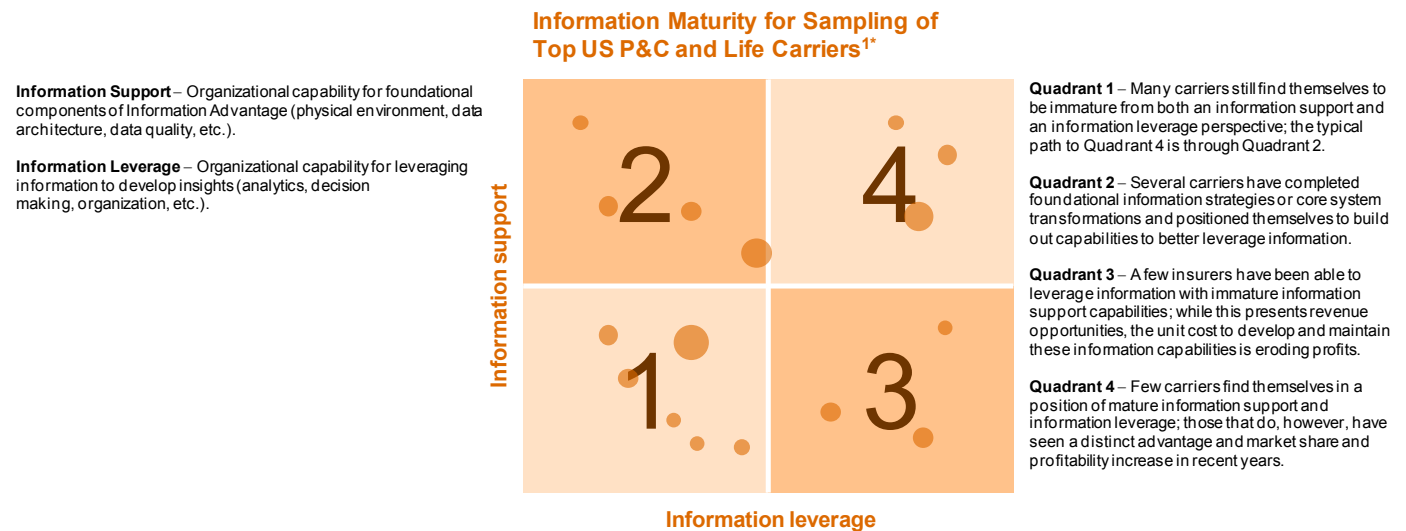 Information Maturity for Sampling of
Top US P&C and Life Carriers1*
Information Support – Organizational capability for foundational
components of Information Advantage (physical environment, data
architecture, data quality, etc.).
Information Leverage – Organizational capability for leveraging
information to develop insights (analytics, decision
making, organization, etc.).
Information support
2
4
1
3
Information leverage
Quadrant 1 – Many carriers still find themselves to
be immature from both an information support and
an information leverage perspective; the typical
path to Quadrant 4 is through Quadrant 2.
Quadrant 2 – Several carriers have completed
foundational information strategies or core system
transformations and positioned themselves to build
out capabilities to better leverage information.
Quadrant 3 – A few insurers have been able to
leverage information with immature information
support capabilities; while this presents revenue
opportunities, the unit cost to develop and maintain
these information capabilities is eroding profits.
Quadrant 4 – Few carriers find themselves in a
position of mature information support and
information leverage; those that do, however, have
seen a distinct advantage and market share and
profitability increase in recent years.